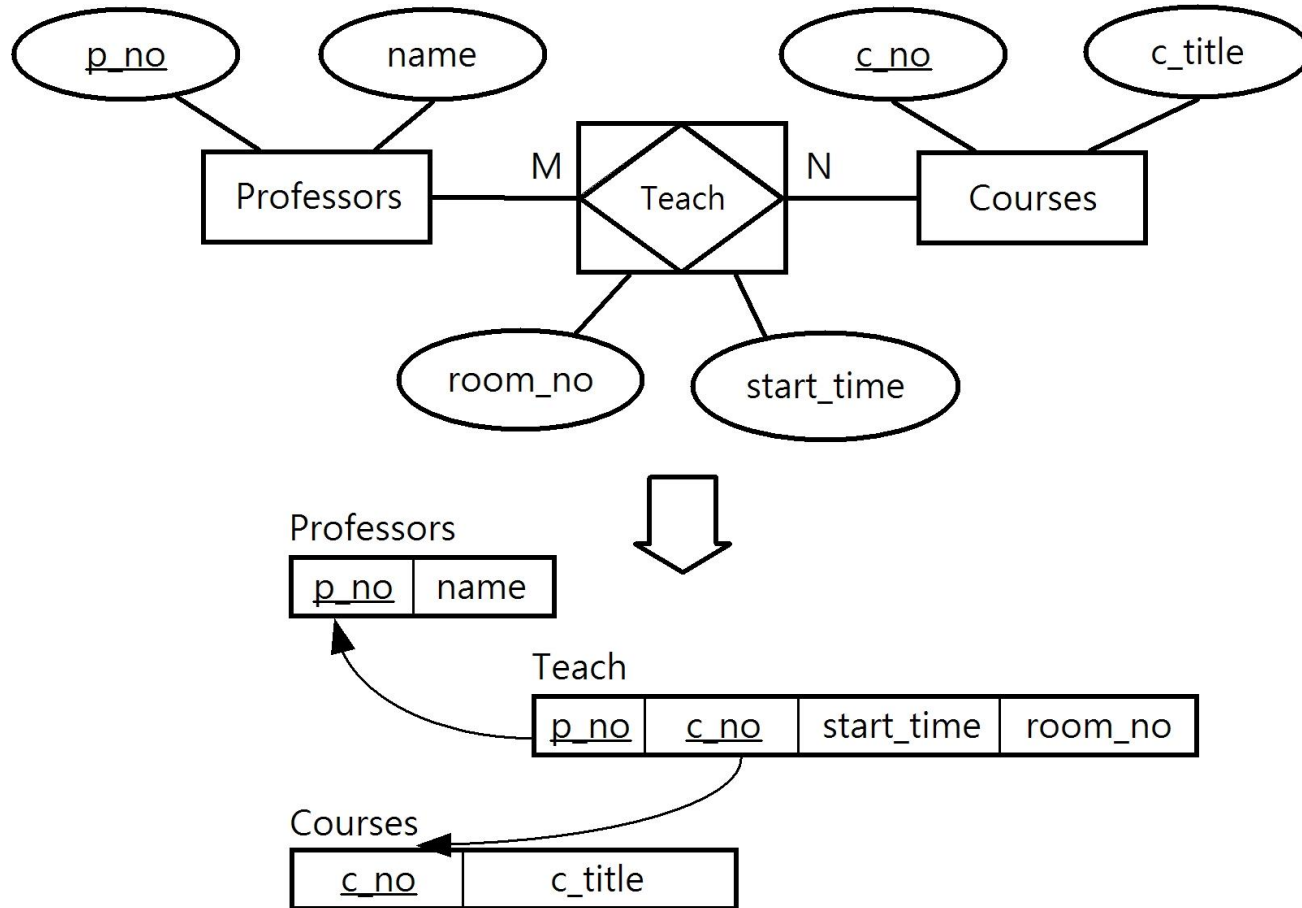 p_no name c_no c_title
Professors M Teach N Courses
room_no start_time
Professors
p_no name
Teach
p_no c_no start_time room_no
Courses
c_no c_title